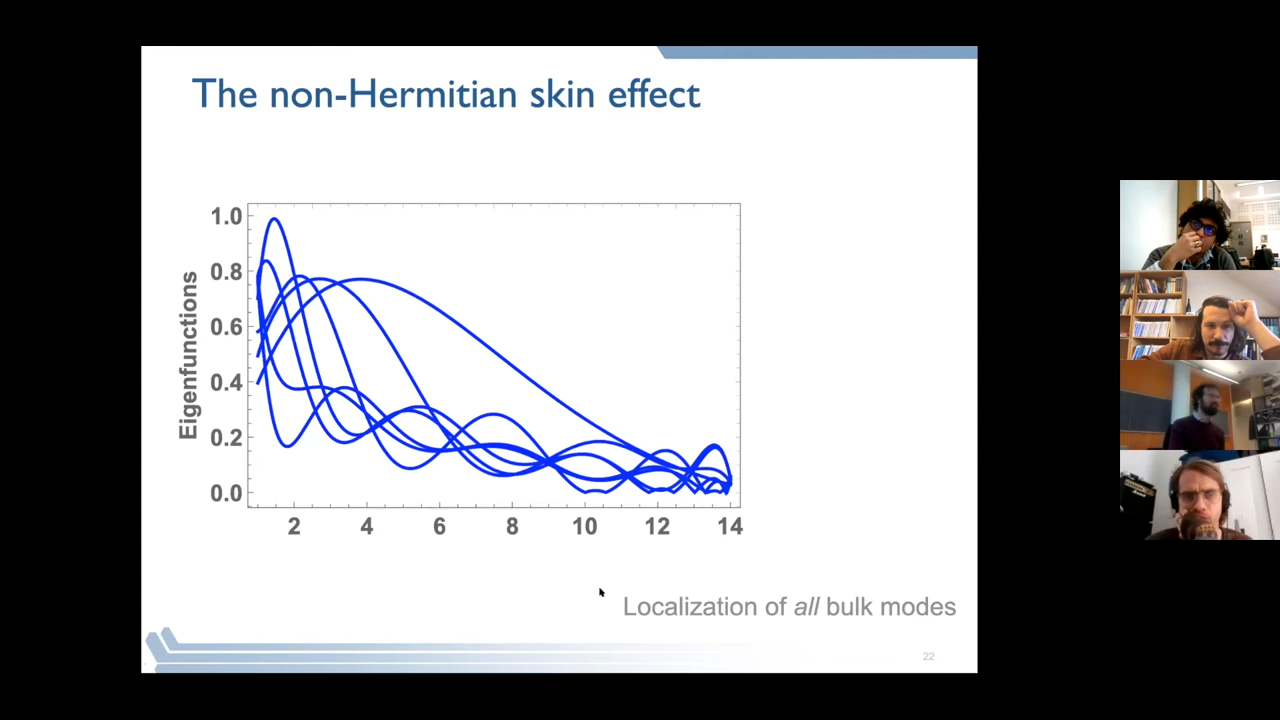 The non-Hermitian skin effect
Eigenfunctions
1.0
0.8
0.6
0.4
0.2
0.0
2 4 6 8 10 12 14
Localization of all bulk modes
22